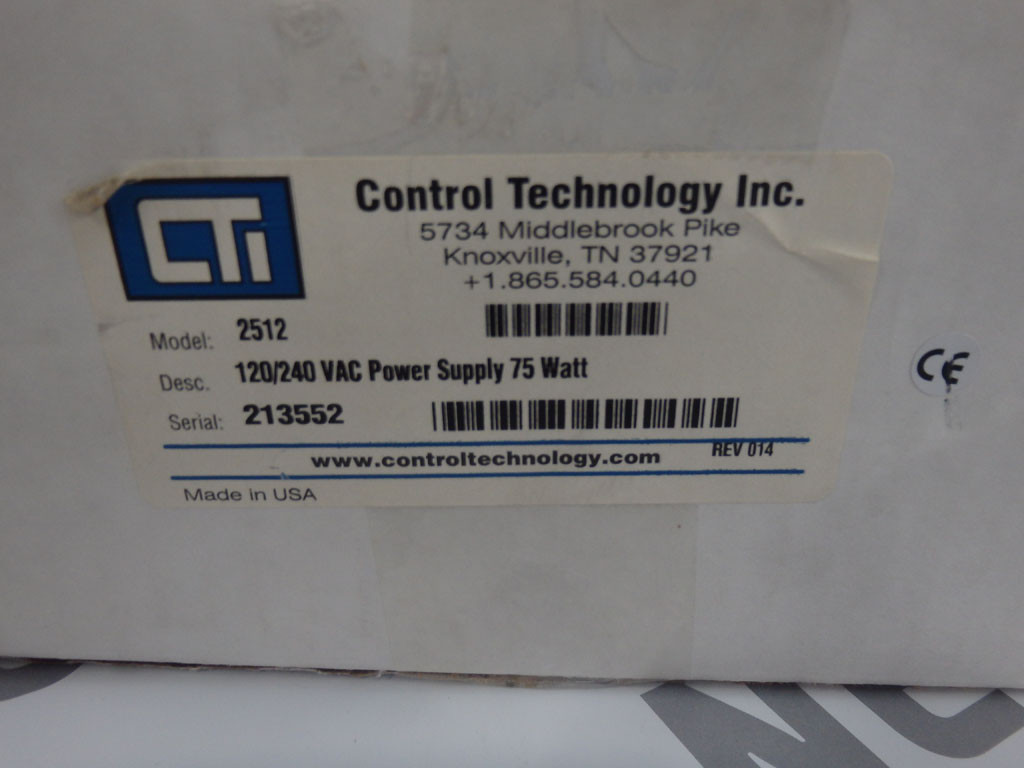 CTi
Control Technology Inc.
5734 Middlebrook Pike
Knoxville, TN 37921
+1.865.584.0440
Model: 2512
Desc. 120/240 VAC Power Supply 75 Watt
Serial: 213552
www.controltechnology.com REV 014
Made in USA
CE